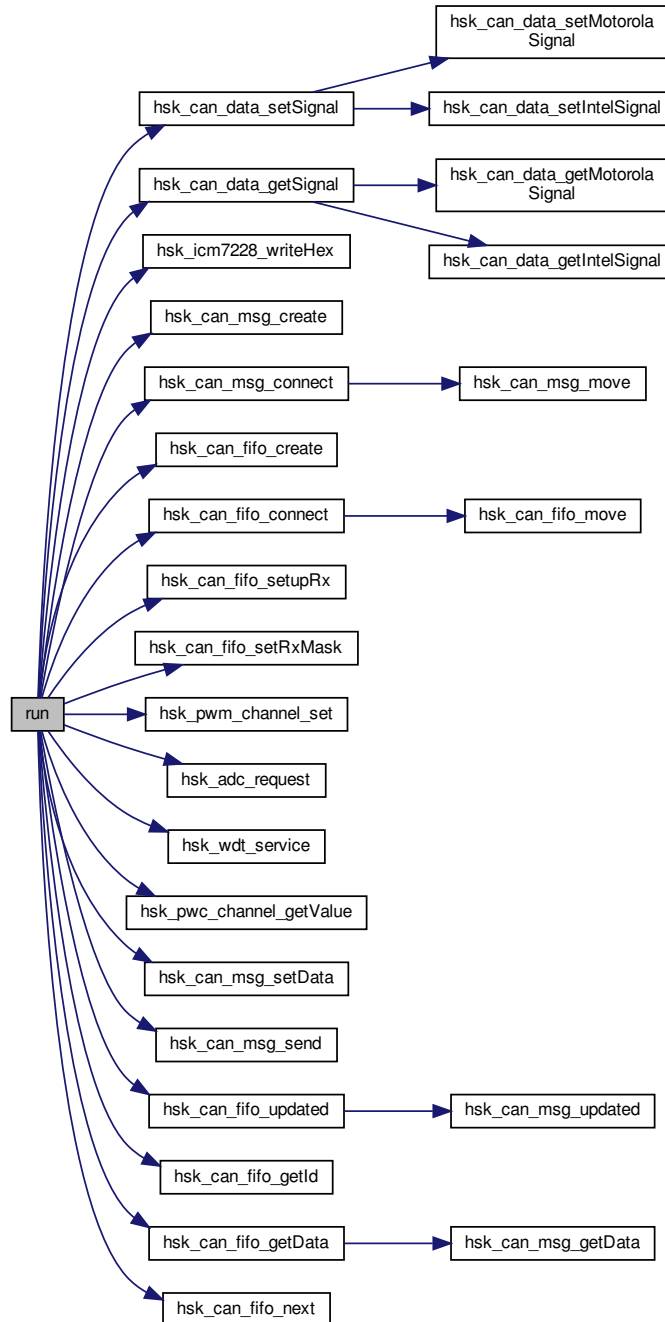 hsk_can_data_setMotorola
Signal
hsk_can_data_setSignal
hsk_can_data_setIntelSignal
hsk_can_data_getMotorola
Signal
hsk_can_data_getSignal
hsk_can_data_getIntelSignal
hsk_icm7228_writeHex
hsk_can_msg_create
hsk_can_msg_connect
hsk_can_msg_move
hsk_can_fifo_create
hsk_can_fifo_connect
hsk_can_fifo_move
hsk_can_fifo_setupRx
hsk_can_fifo_setRxMask
run
hsk_pwm_channel_set
hsk_adc_request
hsk_wdt_service
hsk_pwc_channel_getValue
hsk_can_msg_setData
hsk_can_msg_send
hsk_can_fifo_updated
hsk_can_msg_updated
hsk_can_fifo_getId
hsk_can_fifo_getData
hsk_can_msg_getData
hsk_can_fifo_next